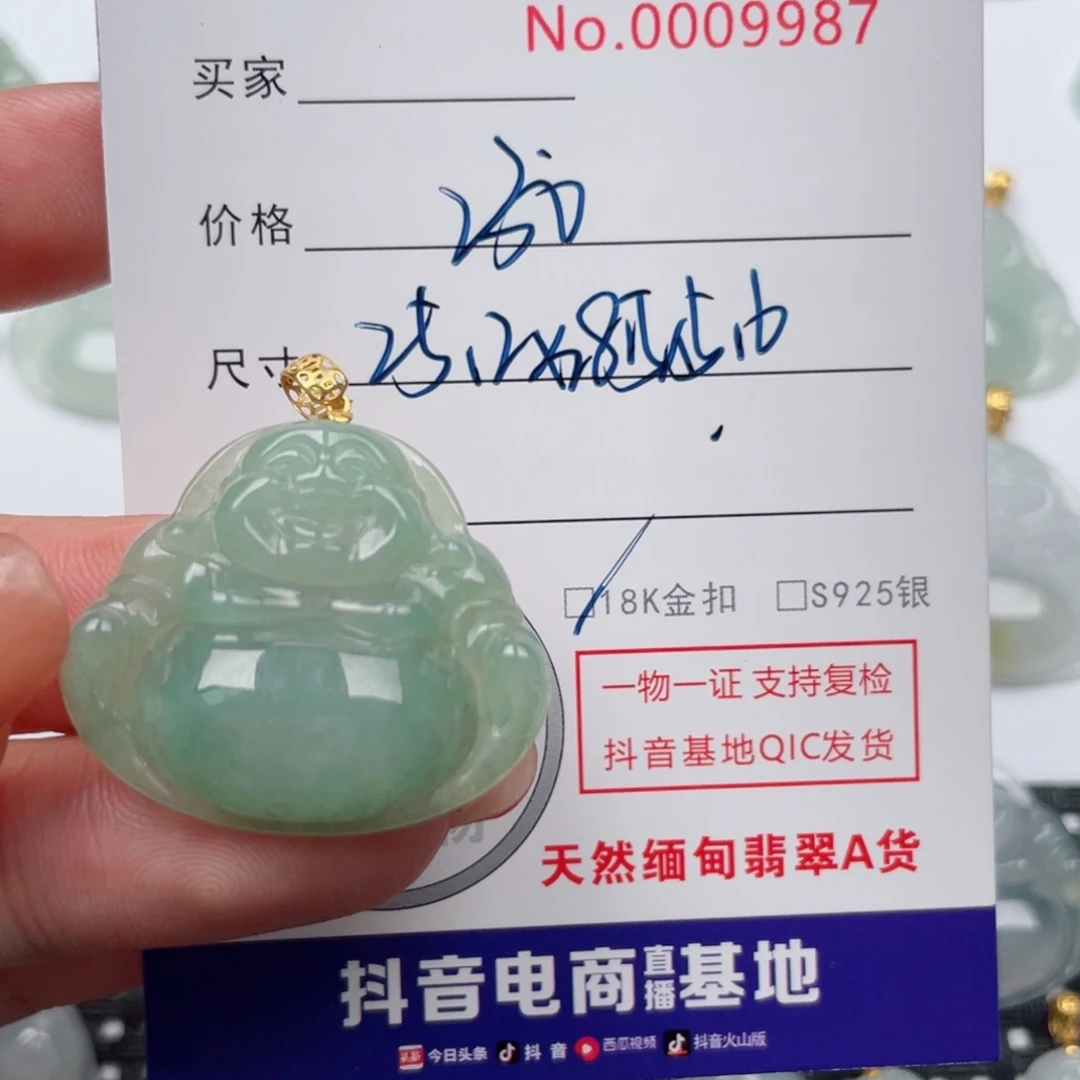 No.0009987
买家
价格
尺寸
18K金扣 S925银
一物一证 支持复检
抖音基地QIC发货
天然缅甸翡翠A货
抖音电商直播基地
头条 今日头条 抖音 西瓜视频 抖音火山版